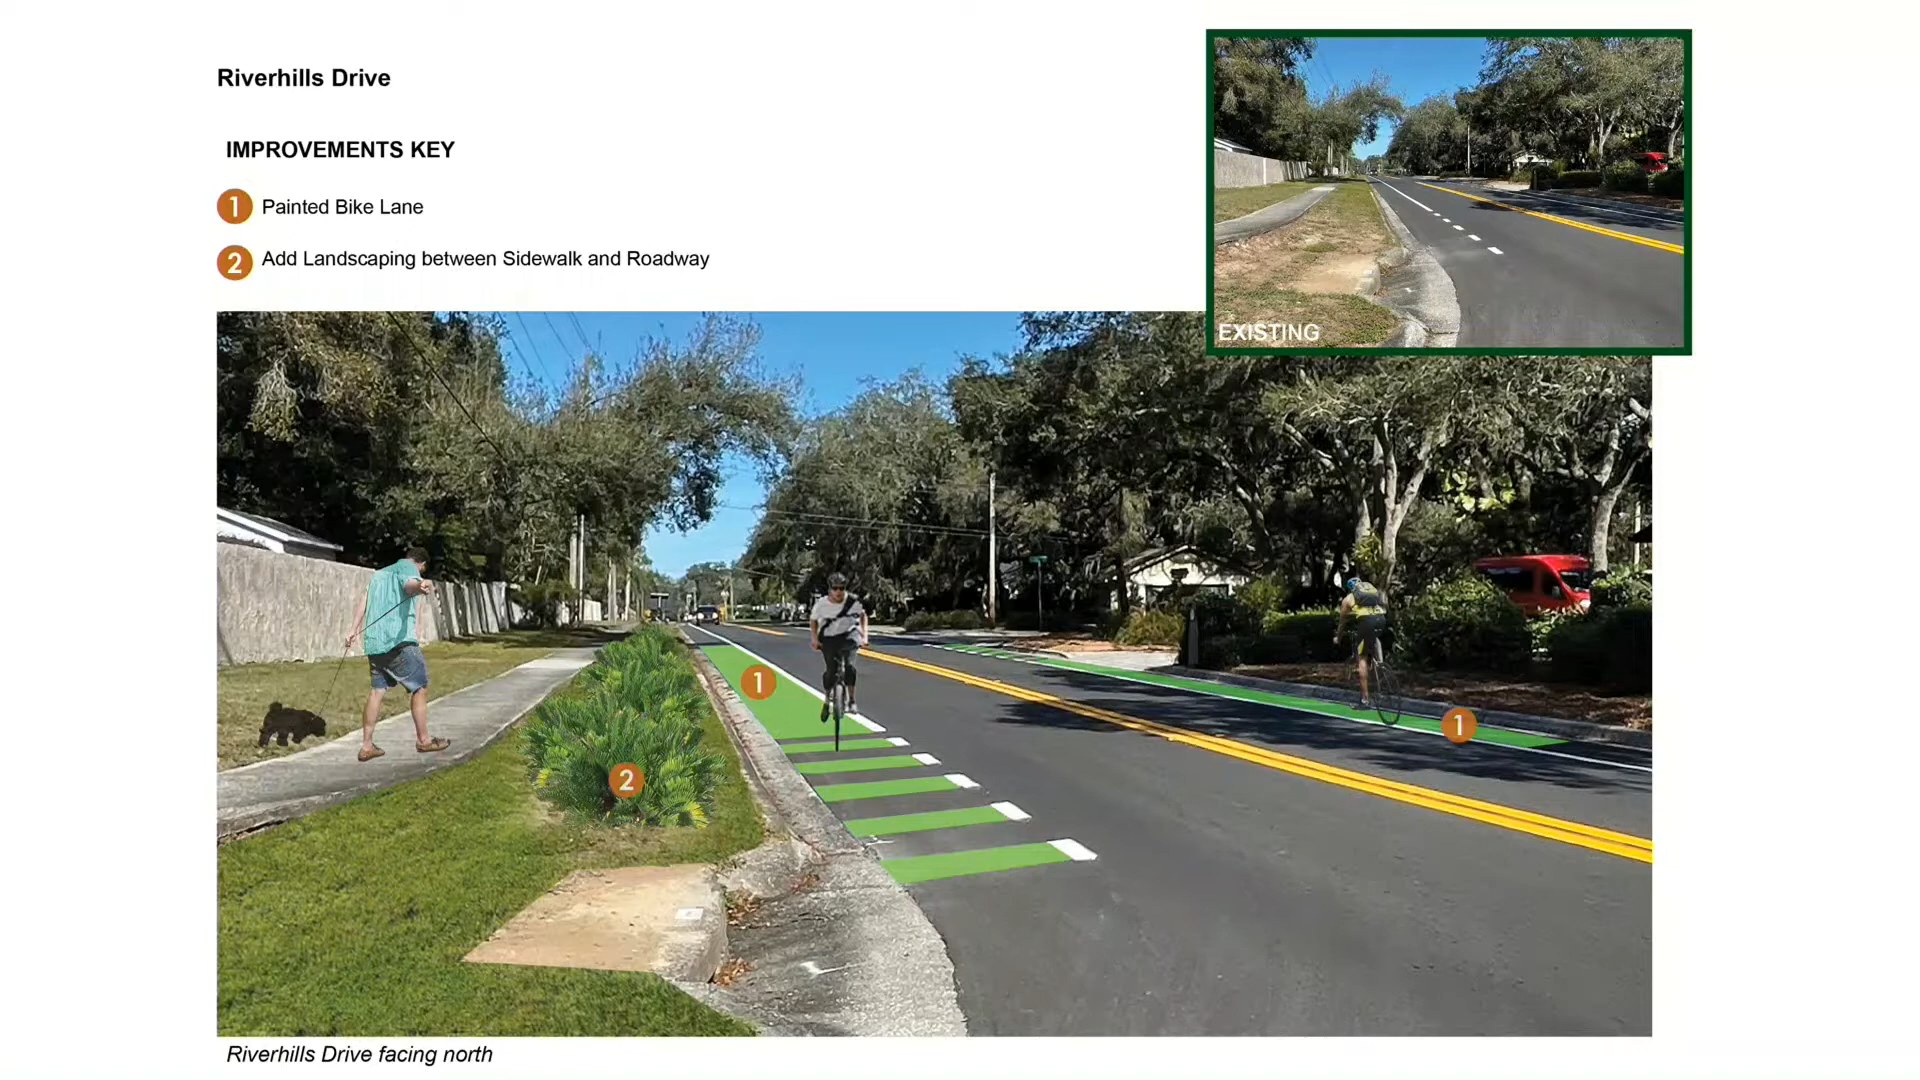 Riverhills Drive
IMPROVEMENTS KEY
1 Painted Bike Lane
2 Add Landscaping between Sidewalk and Roadway
EXISTING
1
1
2
Riverhills Drive facing north